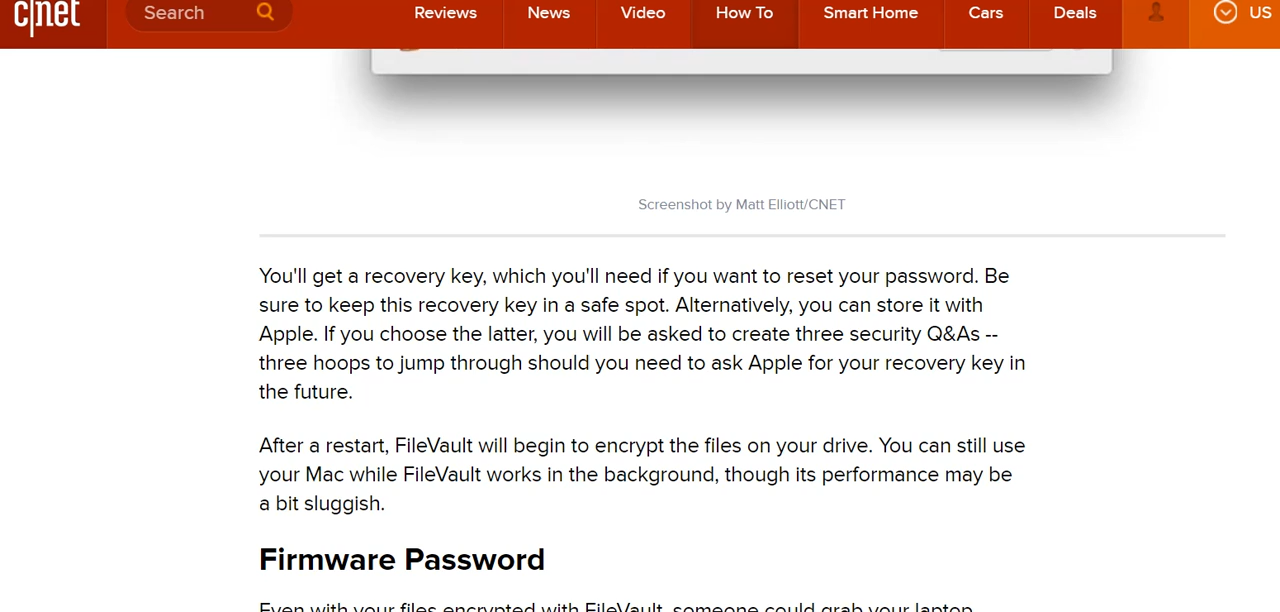 c|net Search Reviews News Video How To Smart Home Cars Deals US
Screenshot by Matt Elliott/CNET
You'll get a recovery key, which you'll need if you want to reset your password. Be
sure to keep this recovery key in a safe spot. Alternatively, you can store it with
Apple. If you choose the latter, you will be asked to create three security Q&As --
three hoops to jump through should you need to ask Apple for your recovery key in
the future.
After a restart, FileVault will begin to encrypt the files on your drive. You can still use
your Mac while FileVault works in the background, though its performance may be
a bit sluggish.
Firmware Password
Even with your files encrypted with FileVault, someone could grab your laptop